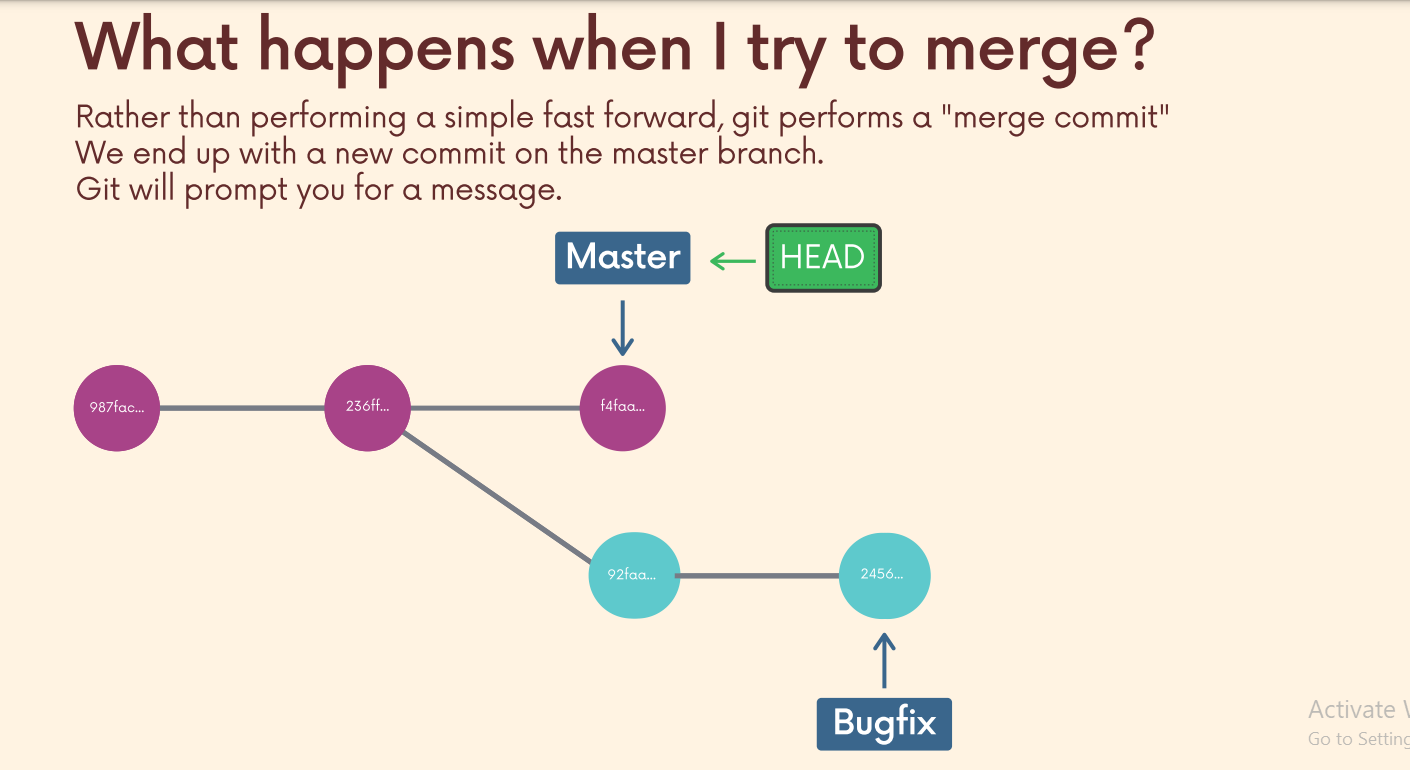 What happens when I try to merge?
Rather than performing a simple fast forward, git performs a "merge commit"
We end up with a new commit on the master branch.
Git will prompt you for a message.
Master
HEAD
987fac...
236ff...
f4faa...
92faa...
2456...
Bugfix
Activate
Go to Setting